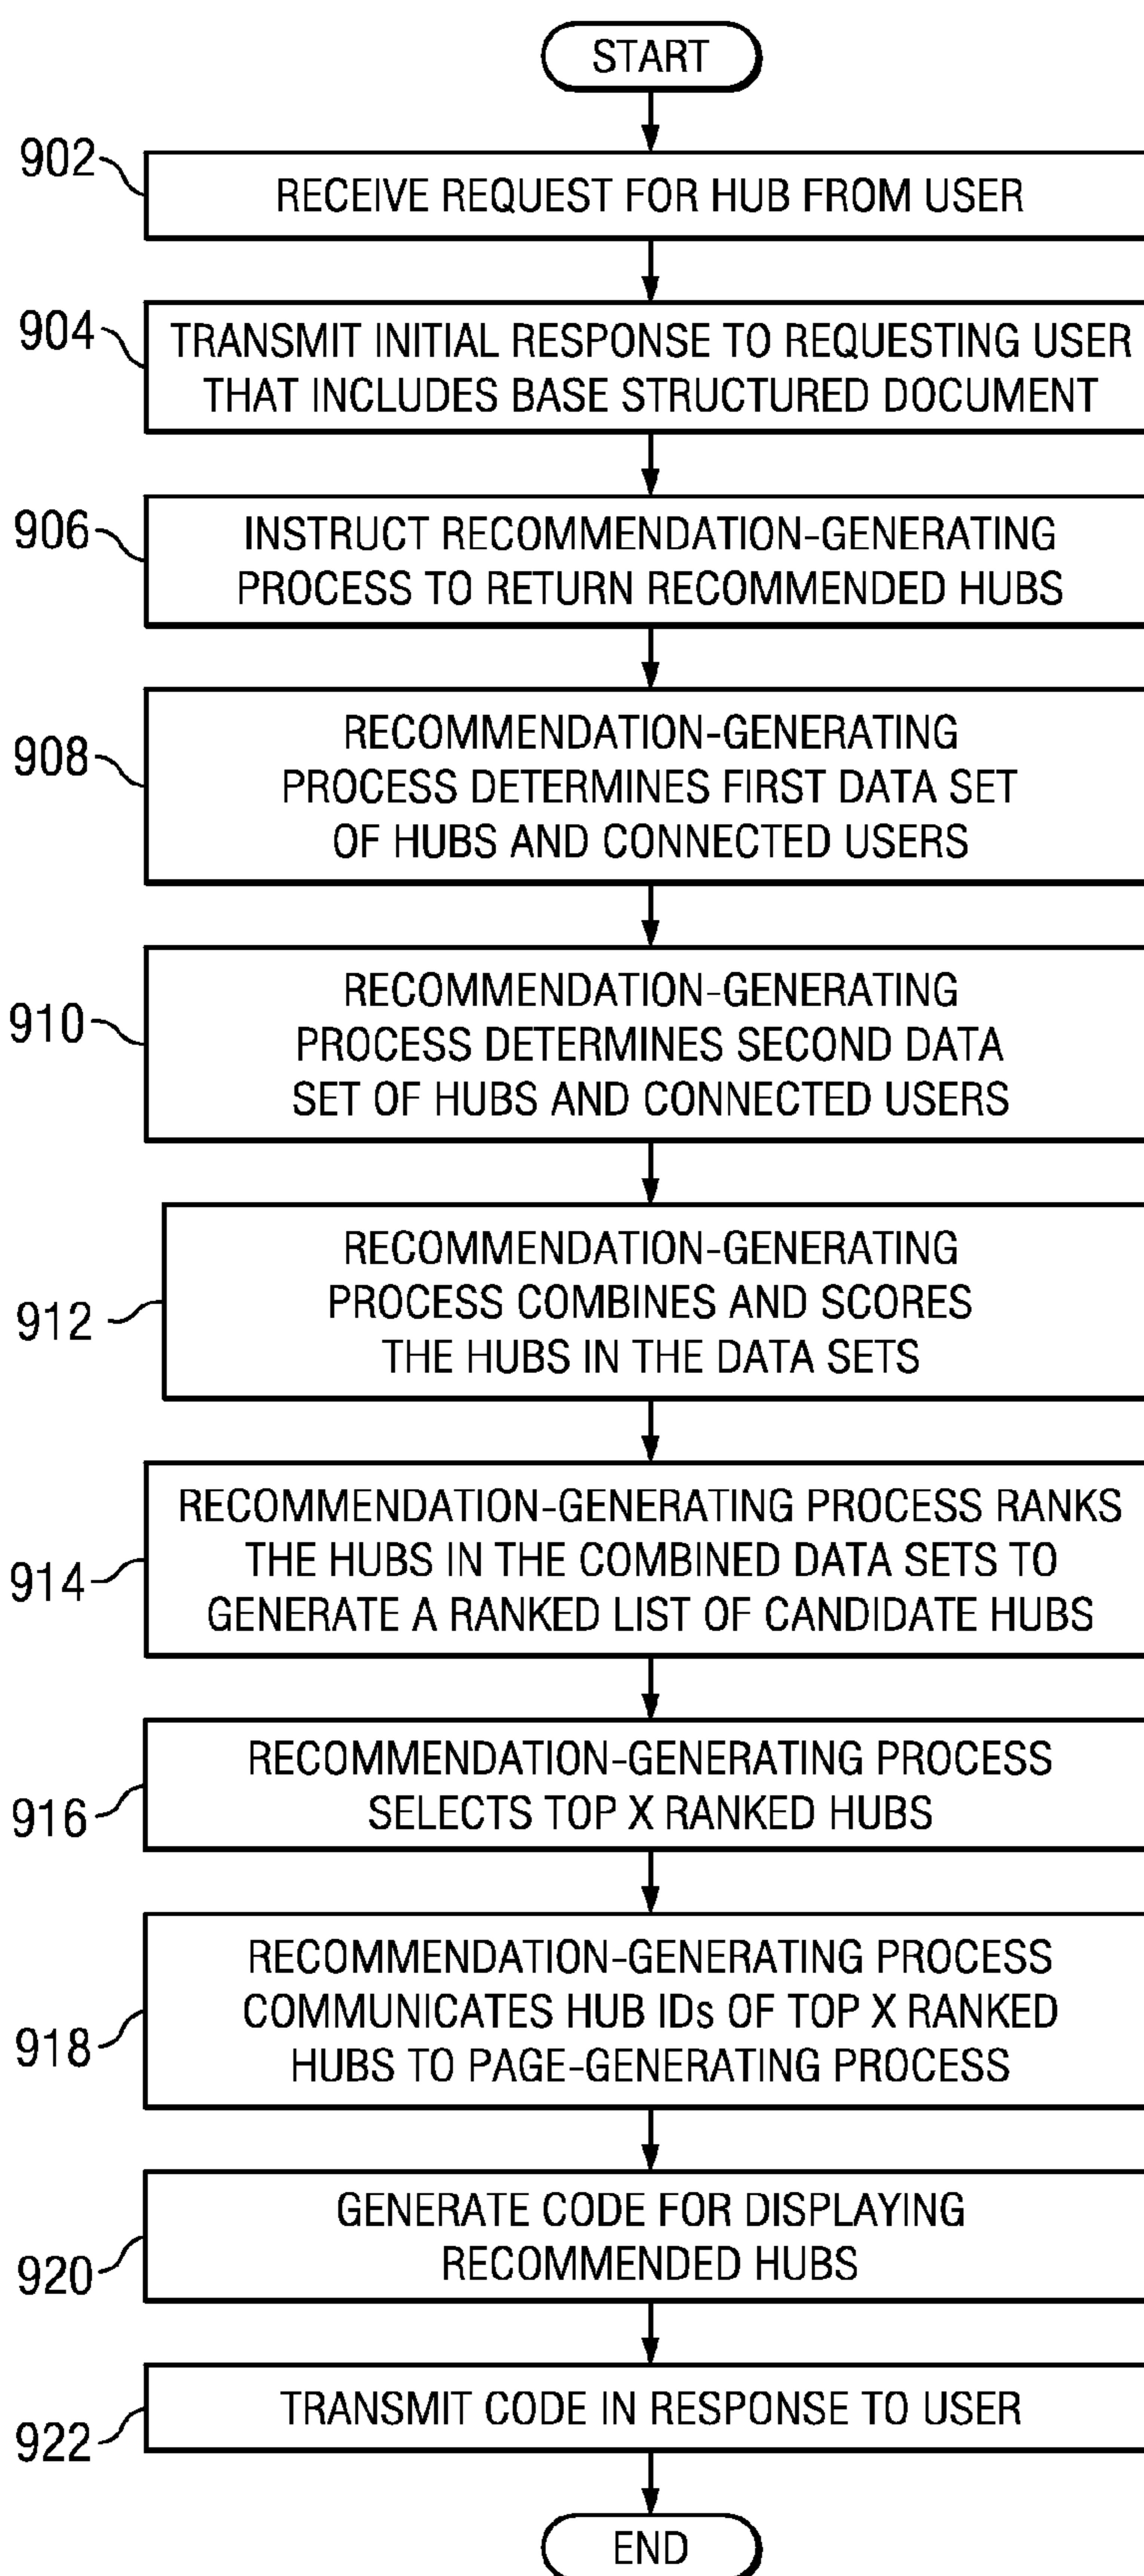 START
902
RECEIVE REQUEST FOR HUB FROM USER
904
TRANSMIT INITIAL RESPONSE TO REQUESTING USER
THAT INCLUDES BASE STRUCTURED DOCUMENT
906
INSTRUCT RECOMMENDATION-GENERATING
PROCESS TO RETURN RECOMMENDED HUBS
908
RECOMMENDATION-GENERATING
PROCESS DETERMINES FIRST DATA SET
OF HUBS AND CONNECTED USERS
910
RECOMMENDATION-GENERATING
PROCESS DETERMINES SECOND DATA
SET OF HUBS AND CONNECTED USERS
912
RECOMMENDATION-GENERATING
PROCESS COMBINES AND SCORES
THE HUBS IN THE DATA SETS
914
RECOMMENDATION-GENERATING PROCESS RANKS
THE HUBS IN THE COMBINED DATA SETS TO
GENERATE A RANKED LIST OF CANDIDATE HUBS
916
RECOMMENDATION-GENERATING PROCESS
SELECTS TOP X RANKED HUBS
918
RECOMMENDATION-GENERATING PROCESS
COMMUNICATES HUB IDs OF TOP X RANKED
HUBS TO PAGE-GENERATING PROCESS
920
GENERATE CODE FOR DISPLAYING
RECOMMENDED HUBS
922
TRANSMIT CODE IN RESPONSE TO USER
END